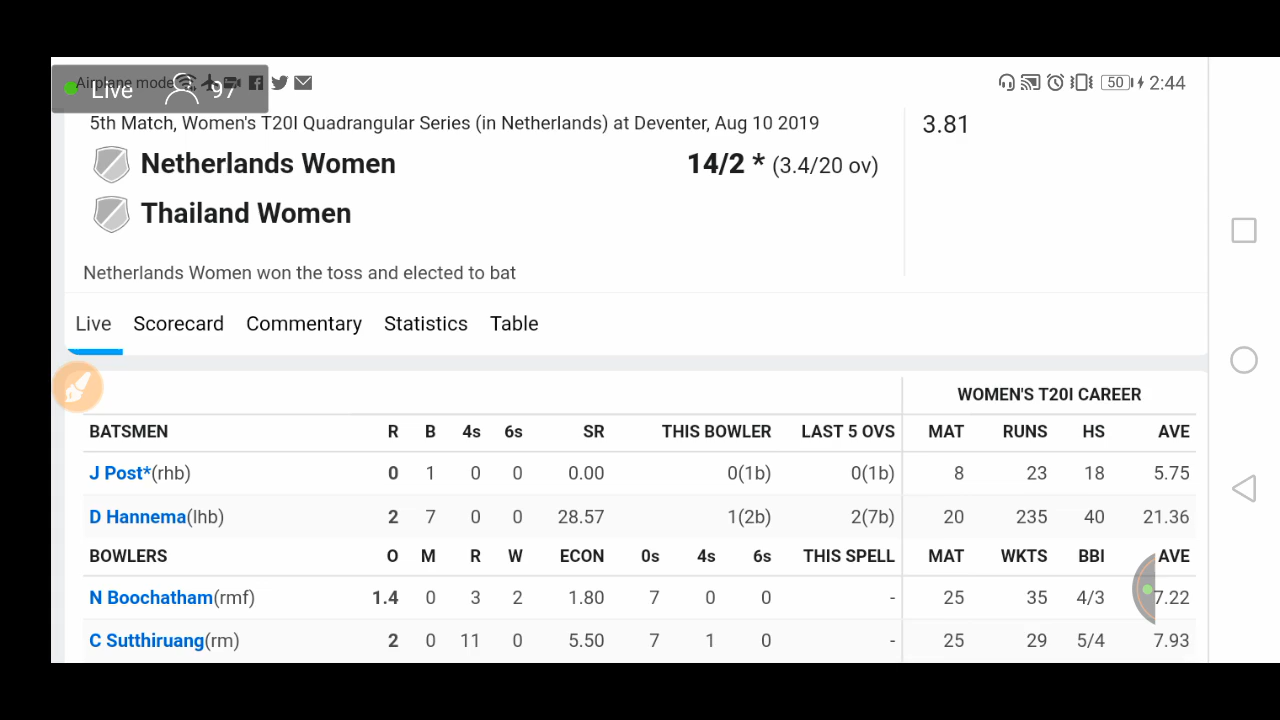 Airplane mode
Live 97
50 2:44
5th Match, Women's T20I Quadrangular Series (in Netherlands) at Deventer, Aug 10 2019
3.81
Netherlands Women 14/2 * (3.4/20 ov)
Thailand Women
Netherlands Women won the toss and elected to bat
Live Scorecard Commentary Statistics Table
WOMEN'S T20I CAREER
BATSMEN R B 4s 6s SR THIS BOWLER LAST 5 OVS MAT RUNS HS AVE
J Post*(rhb) 0 1 0 0 0.00 0(1b) 0(1b) 8 23 18 5.75
D Hannema(lhb) 2 7 0 0 28.57 1(2b) 2(7b) 20 235 40 21.36
BOWLERS O M R W ECON 0s 4s 6s THIS SPELL MAT WKTS BBI AVE
N Boochatham(rmf) 1.4 0 3 2 1.80 7 0 0 - 25 35 4/3 7.22
C Sutthiruang(rm) 2 0 11 0 5.50 7 1 0 - 25 29 5/4 7.93